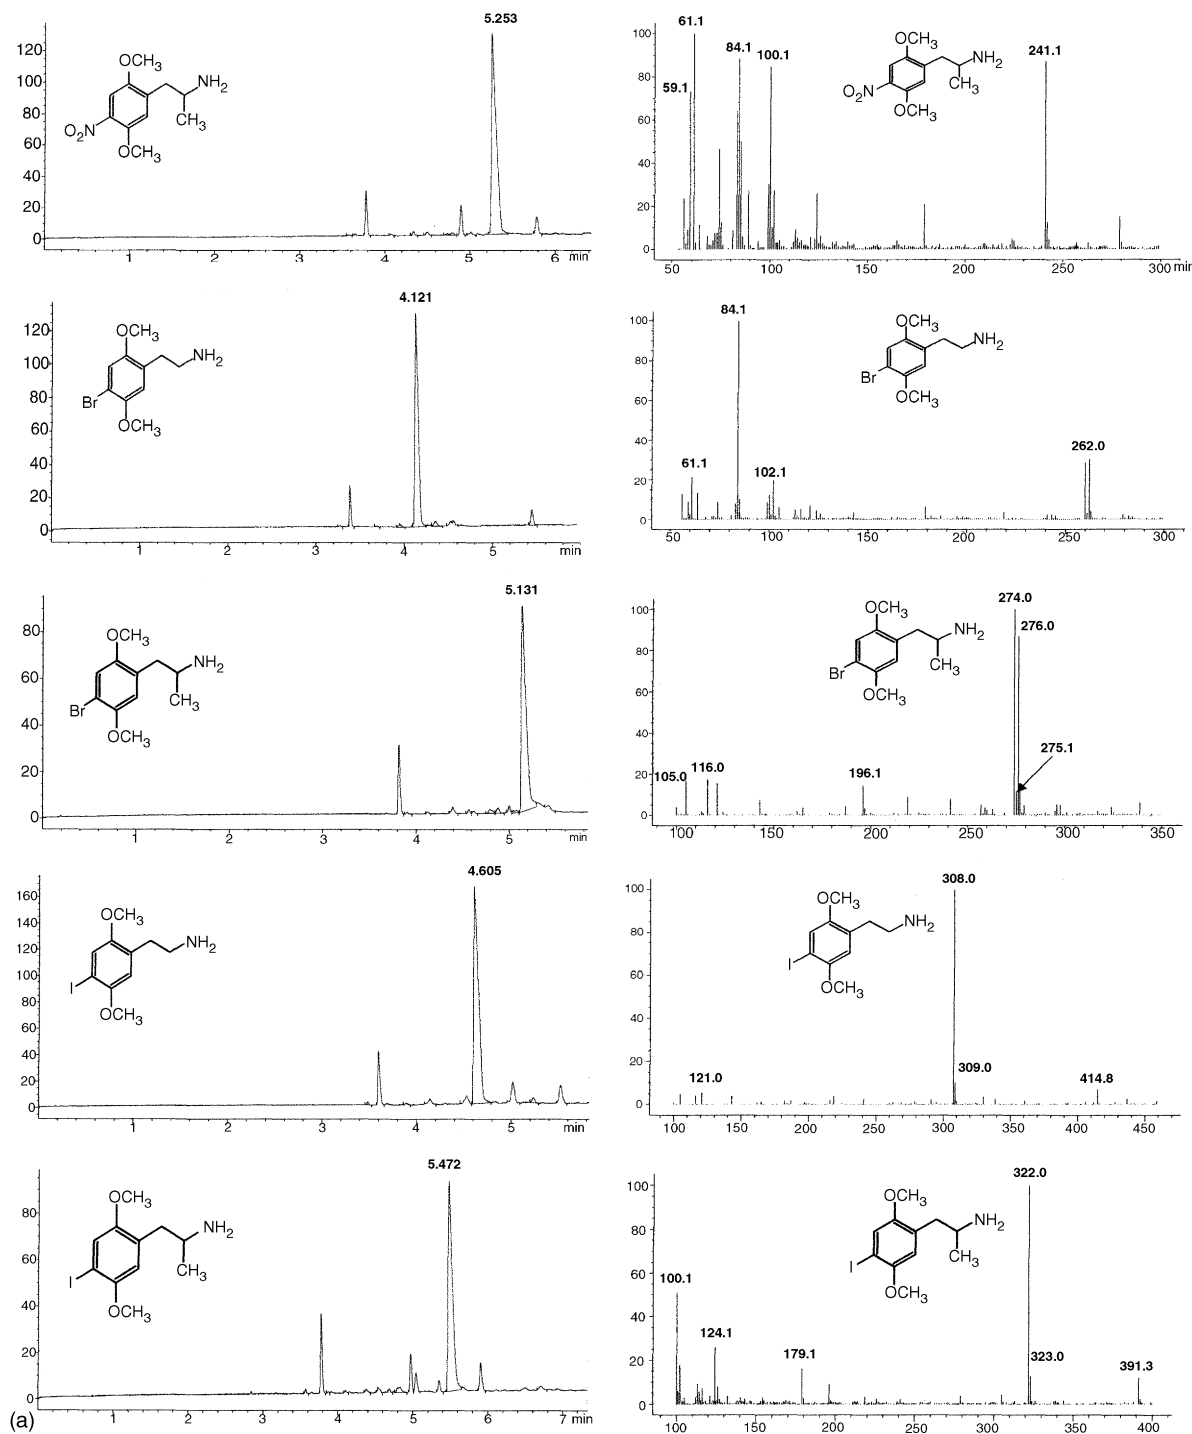 5.253
120
100
80
60
40
20
0
OCH3
NH2
CH3
O2N
OCH3
1 2 3 4 5 6 min
61.1
84.1
100.1
241.1
59.1
100
80
60
40
20
0
OCH3
NH2
CH3
O2N
OCH3
50 100 150 200 250 300 min
4.121
120
100
80
60
40
20
0
OCH3
NH2
Br
OCH3
1 2 3 4 5 min
84.1
61.1
102.1
262.0
100
80
60
40
20
0
OCH3
NH2
Br
OCH3
50 100 150 200 250 300
5.131
80
60
40
20
0
OCH3
NH2
CH3
Br
OCH3
1 2 3 4 5 min
274.0
276.0
275.1
105.0
116.0
196.1
100
80
60
40
20
0
OCH3
NH2
CH3
Br
OCH3
100 150 200 250 300 350
4.605
160
140
120
100
80
60
40
20
0
OCH3
NH2
I
OCH3
1 2 3 4 5 min
308.0
309.0
121.0
414.8
100
80
60
40
20
0
OCH3
NH2
I
OCH3
100 150 200 250 300 350 400 450
5.472
80
60
40
20
0
OCH3
NH2
CH3
I
OCH3
1 2 3 4 5 6 7 min
322.0
100.1
124.1
179.1
323.0
391.3
100
80
60
40
20
0
OCH3
NH2
CH3
I
OCH3
100 150 200 250 300 350 400
(a)